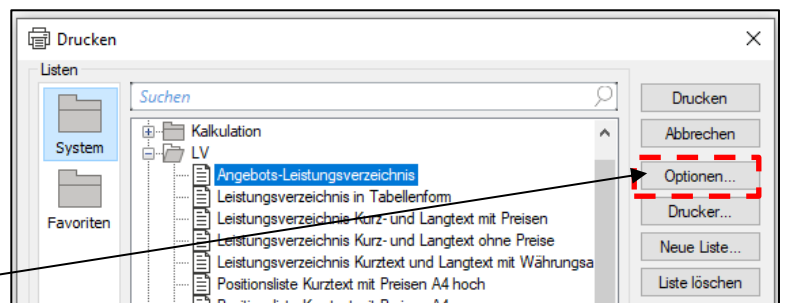 Drucken
Listen
Suchen
System
Favoriten
Kalkulation
LV
Angebots-Leistungsverzeichnis
Leistungsverzeichnis in Tabellenform
Leistungsverzeichnis Kurz- und Langtext mit Preisen
Leistungsverzeichnis Kurz- und Langtext ohne Preise
Leistungsverzeichnis Kurztext und Langtext mit Währungsa
Positionsliste Kurztext mit Preisen A4 hoch
Drucken
Abbrechen
Optionen...
Drucker...
Neue Liste...
Liste löschen